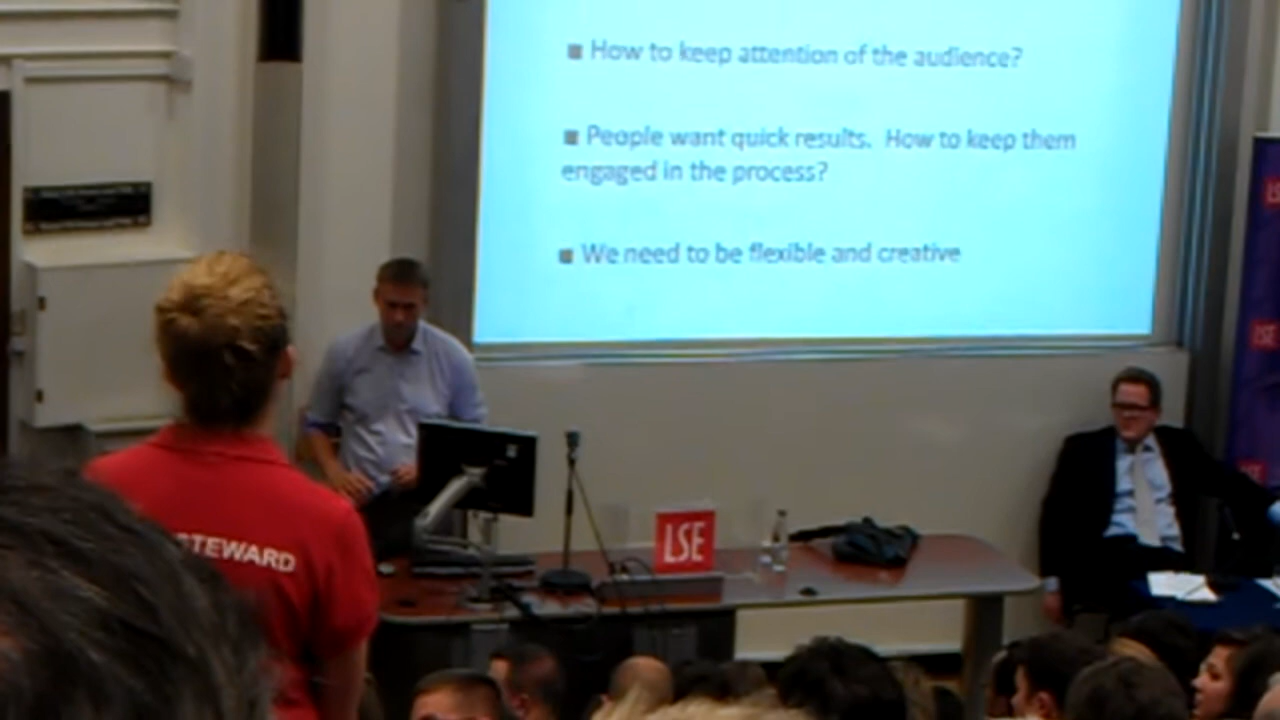 ■ How to keep attention of the audience?
■ People want quick results. How to keep them
engaged in the process?
■ We need to be flexible and creative
STEWARD
LSE
LSE